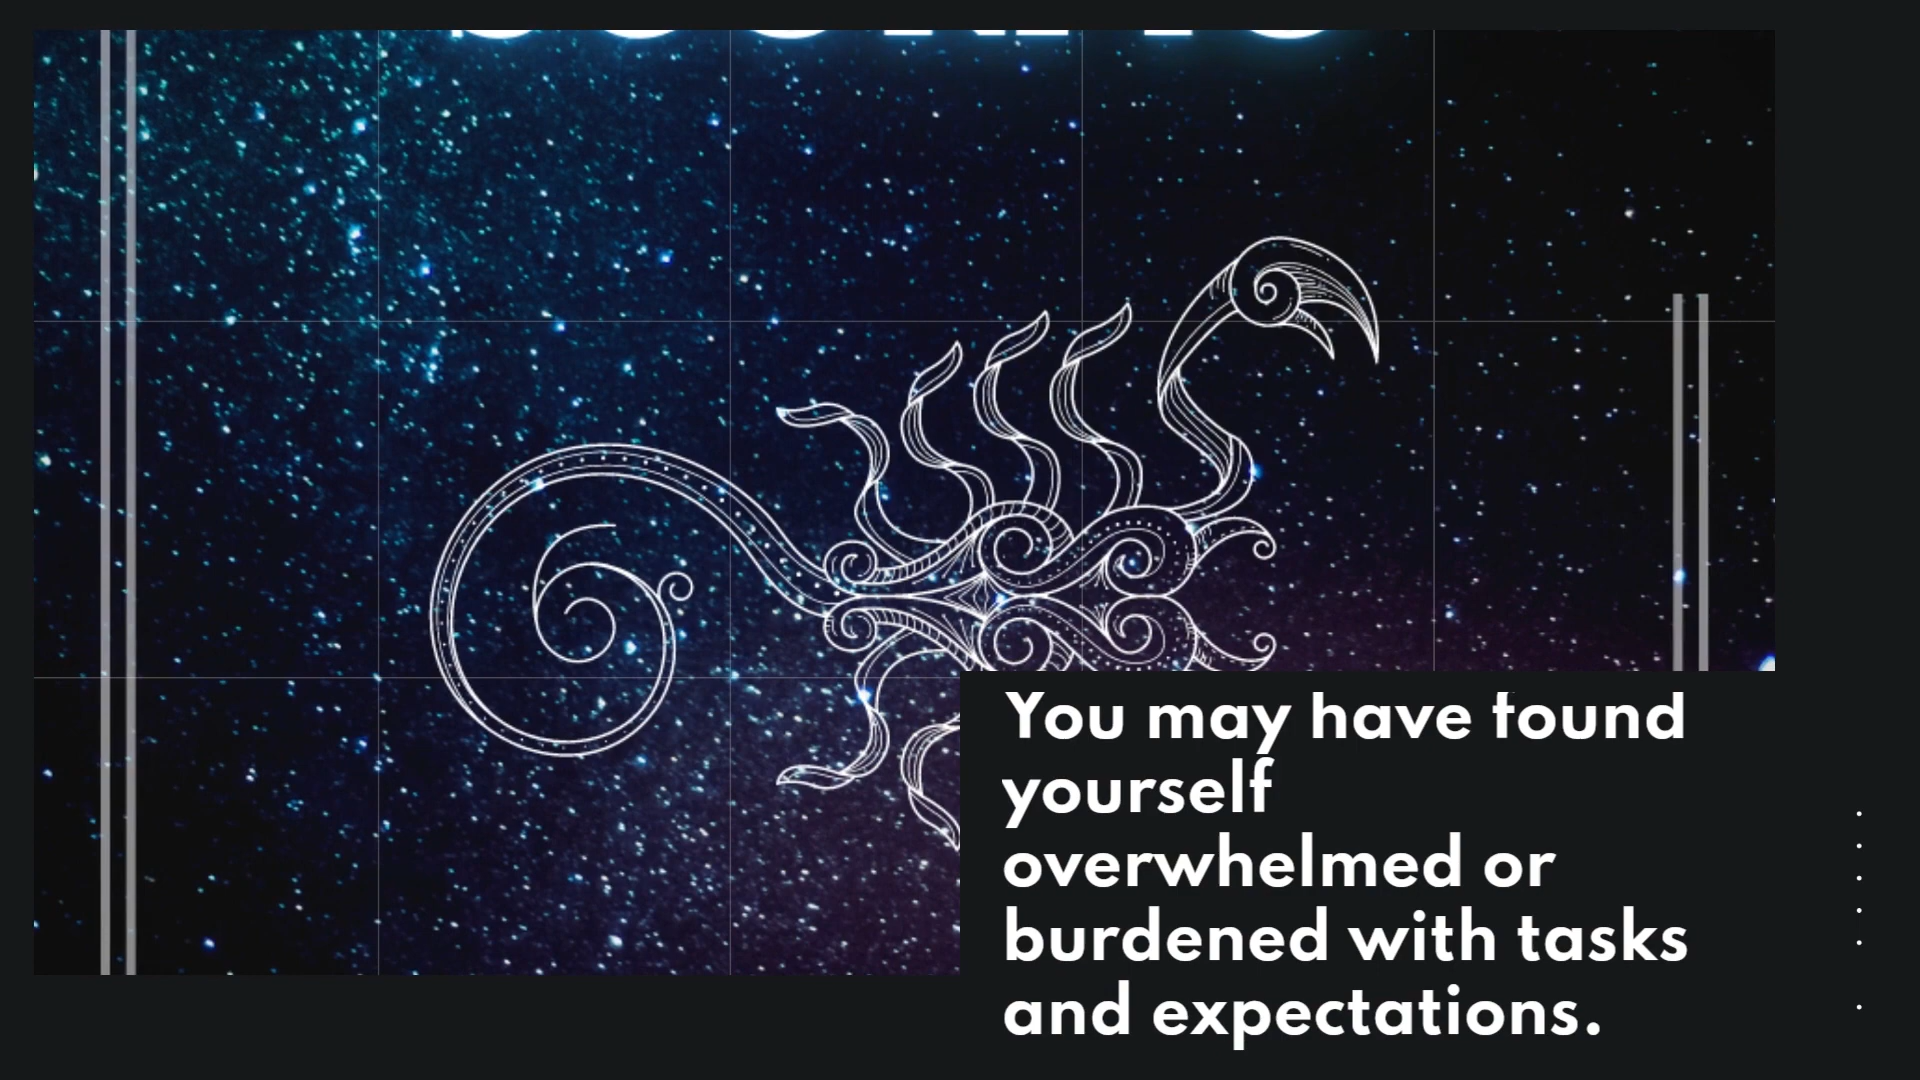 You may have found
yourself
overwhelmed or
burdened with tasks
and expectations.